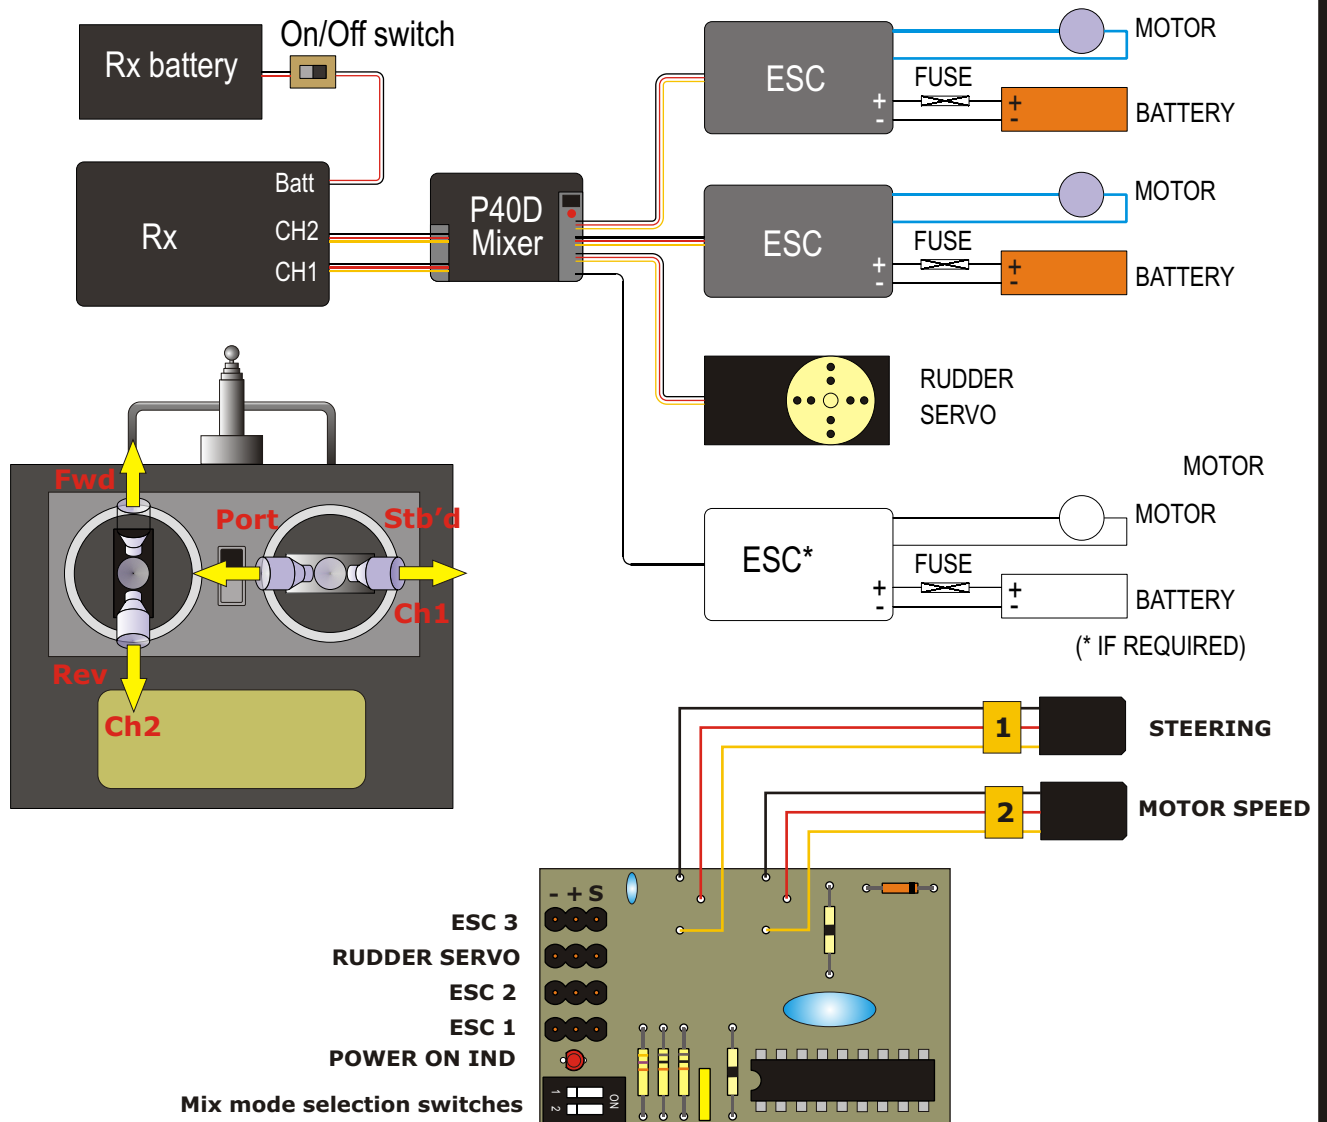 On/Off switch
Rx battery
ESC
+
-
FUSE
+
-
MOTOR
BATTERY
Rx
Batt
CH2
CH1
P40D
Mixer
ESC
+
-
FUSE
+
-
MOTOR
BATTERY
RUDDER
SERVO
MOTOR
ESC*
+
-
FUSE
+
-
MOTOR
BATTERY
(* IF REQUIRED)
Fwd
Port
Stb'd
Ch1
Rev
Ch2
1
STEERING
2
MOTOR SPEED
- + S
ESC 3
RUDDER SERVO
ESC 2
ESC 1
POWER ON IND
Mix mode selection switches
1
2
ON